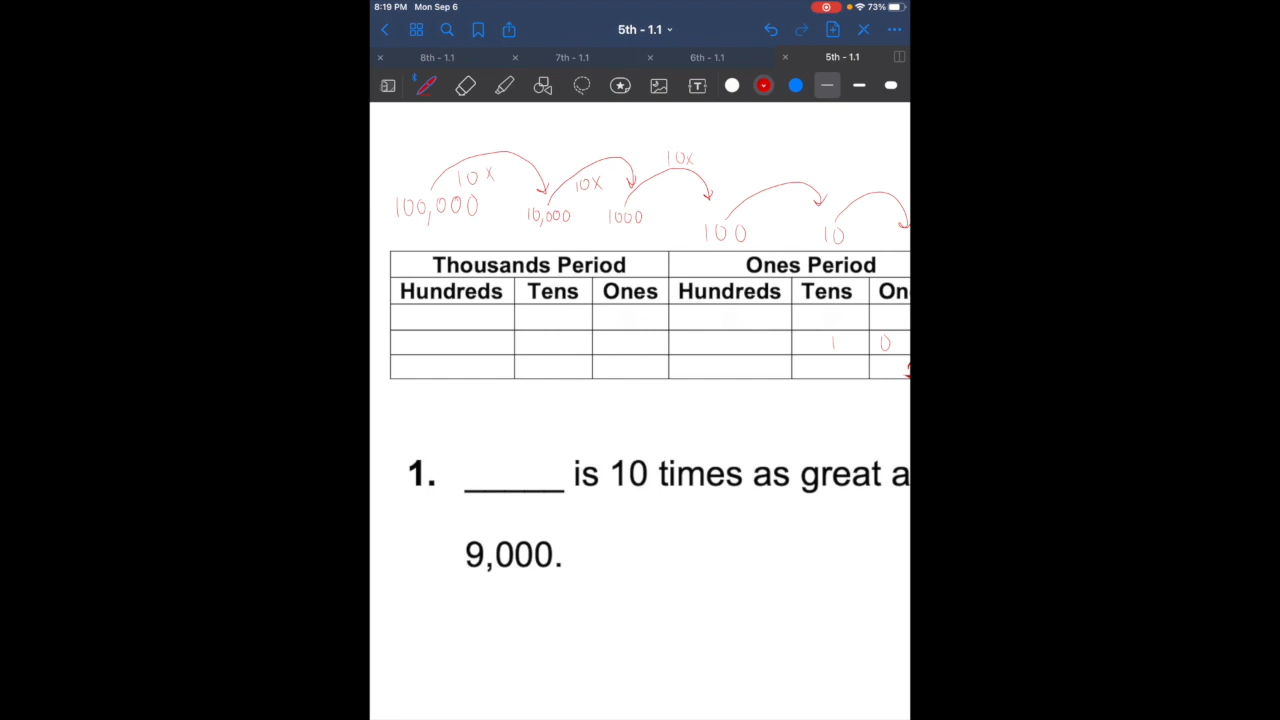 8:19 PM Mon Sep 6 73%
5th - 1.1
8th - 1.1 7th - 1.1 6th - 1.1 5th - 1.1
T
10x
10x 10x
100,000 10,000 1000
100 10
Thousands Period Ones Period
Hundreds Tens Ones Hundreds Tens On
1 0
1. _____ is 10 times as great a
9,000.